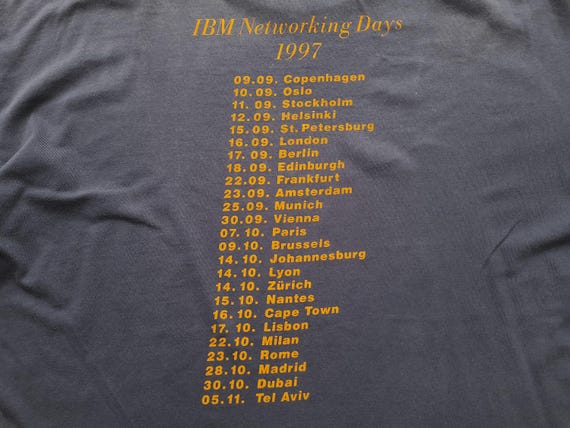 IBM Networking Days
1997
09.09. Copenhagen
10.09. Oslo
11.09. Stockholm
12.09. Helsinki
15.09. St. Petersburg
16.09. London
17.09. Berlin
18.09. Edinburgh
22.09. Frankfurt
23.09. Amsterdam
25.09. Munich
30.09. Vienna
07.10. Paris
09.10. Brussels
14.10. Johannesburg
14.10. Lyon
14.10. Zürich
15.10. Nantes
16.10. Cape Town
17.10. Lisbon
22.10. Milan
23.10. Rome
28.10. Madrid
30.10. Dubai
05.11. Tel Aviv